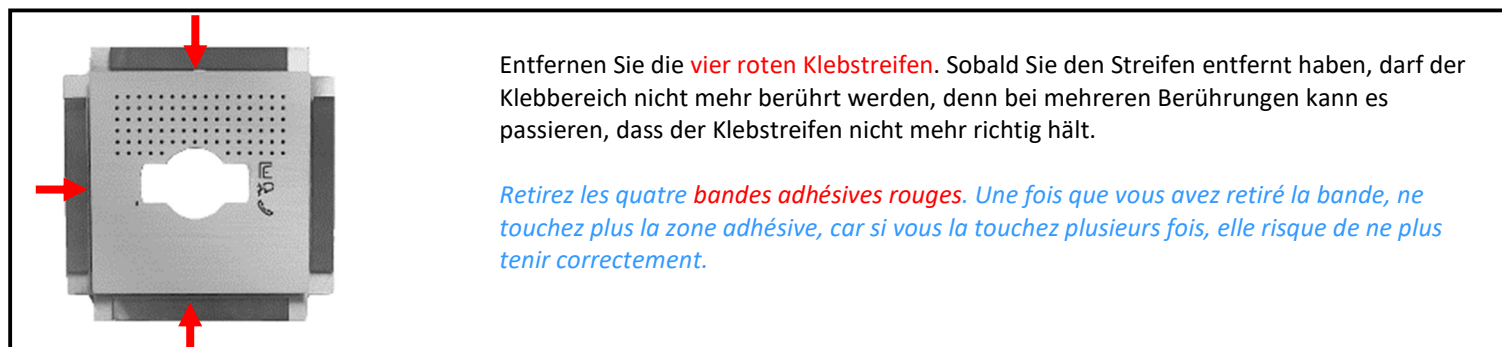 Entfernen Sie die vier roten Klebstreifen. Sobald Sie den Streifen entfernt haben, darf der
Klebbereich nicht mehr berührt werden, denn bei mehreren Berührungen kann es
passieren, dass der Klebstreifen nicht mehr richtig hält.
Retirez les quatre bandes adhésives rouges. Une fois que vous avez retiré la bande, ne
touchez plus la zone adhésive, car si vous la touchez plusieurs fois, elle risque de ne plus
tenir correctement.